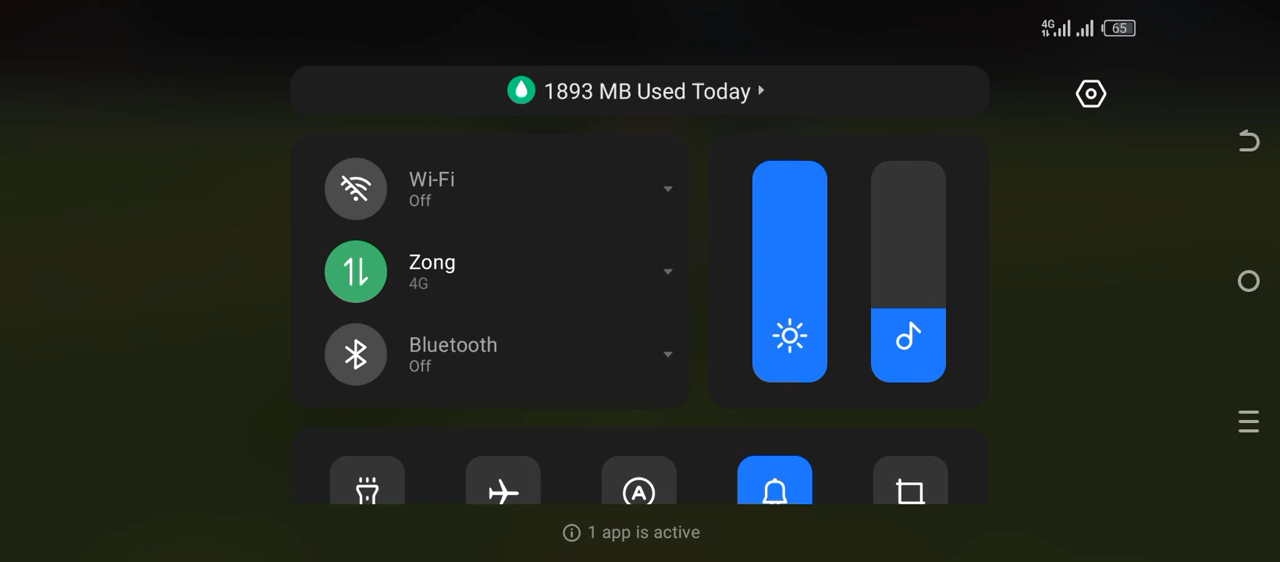 4G
65
1893 MB Used Today
Wi-Fi
Off
Zong
4G
Bluetooth
Off
A
1 app is active